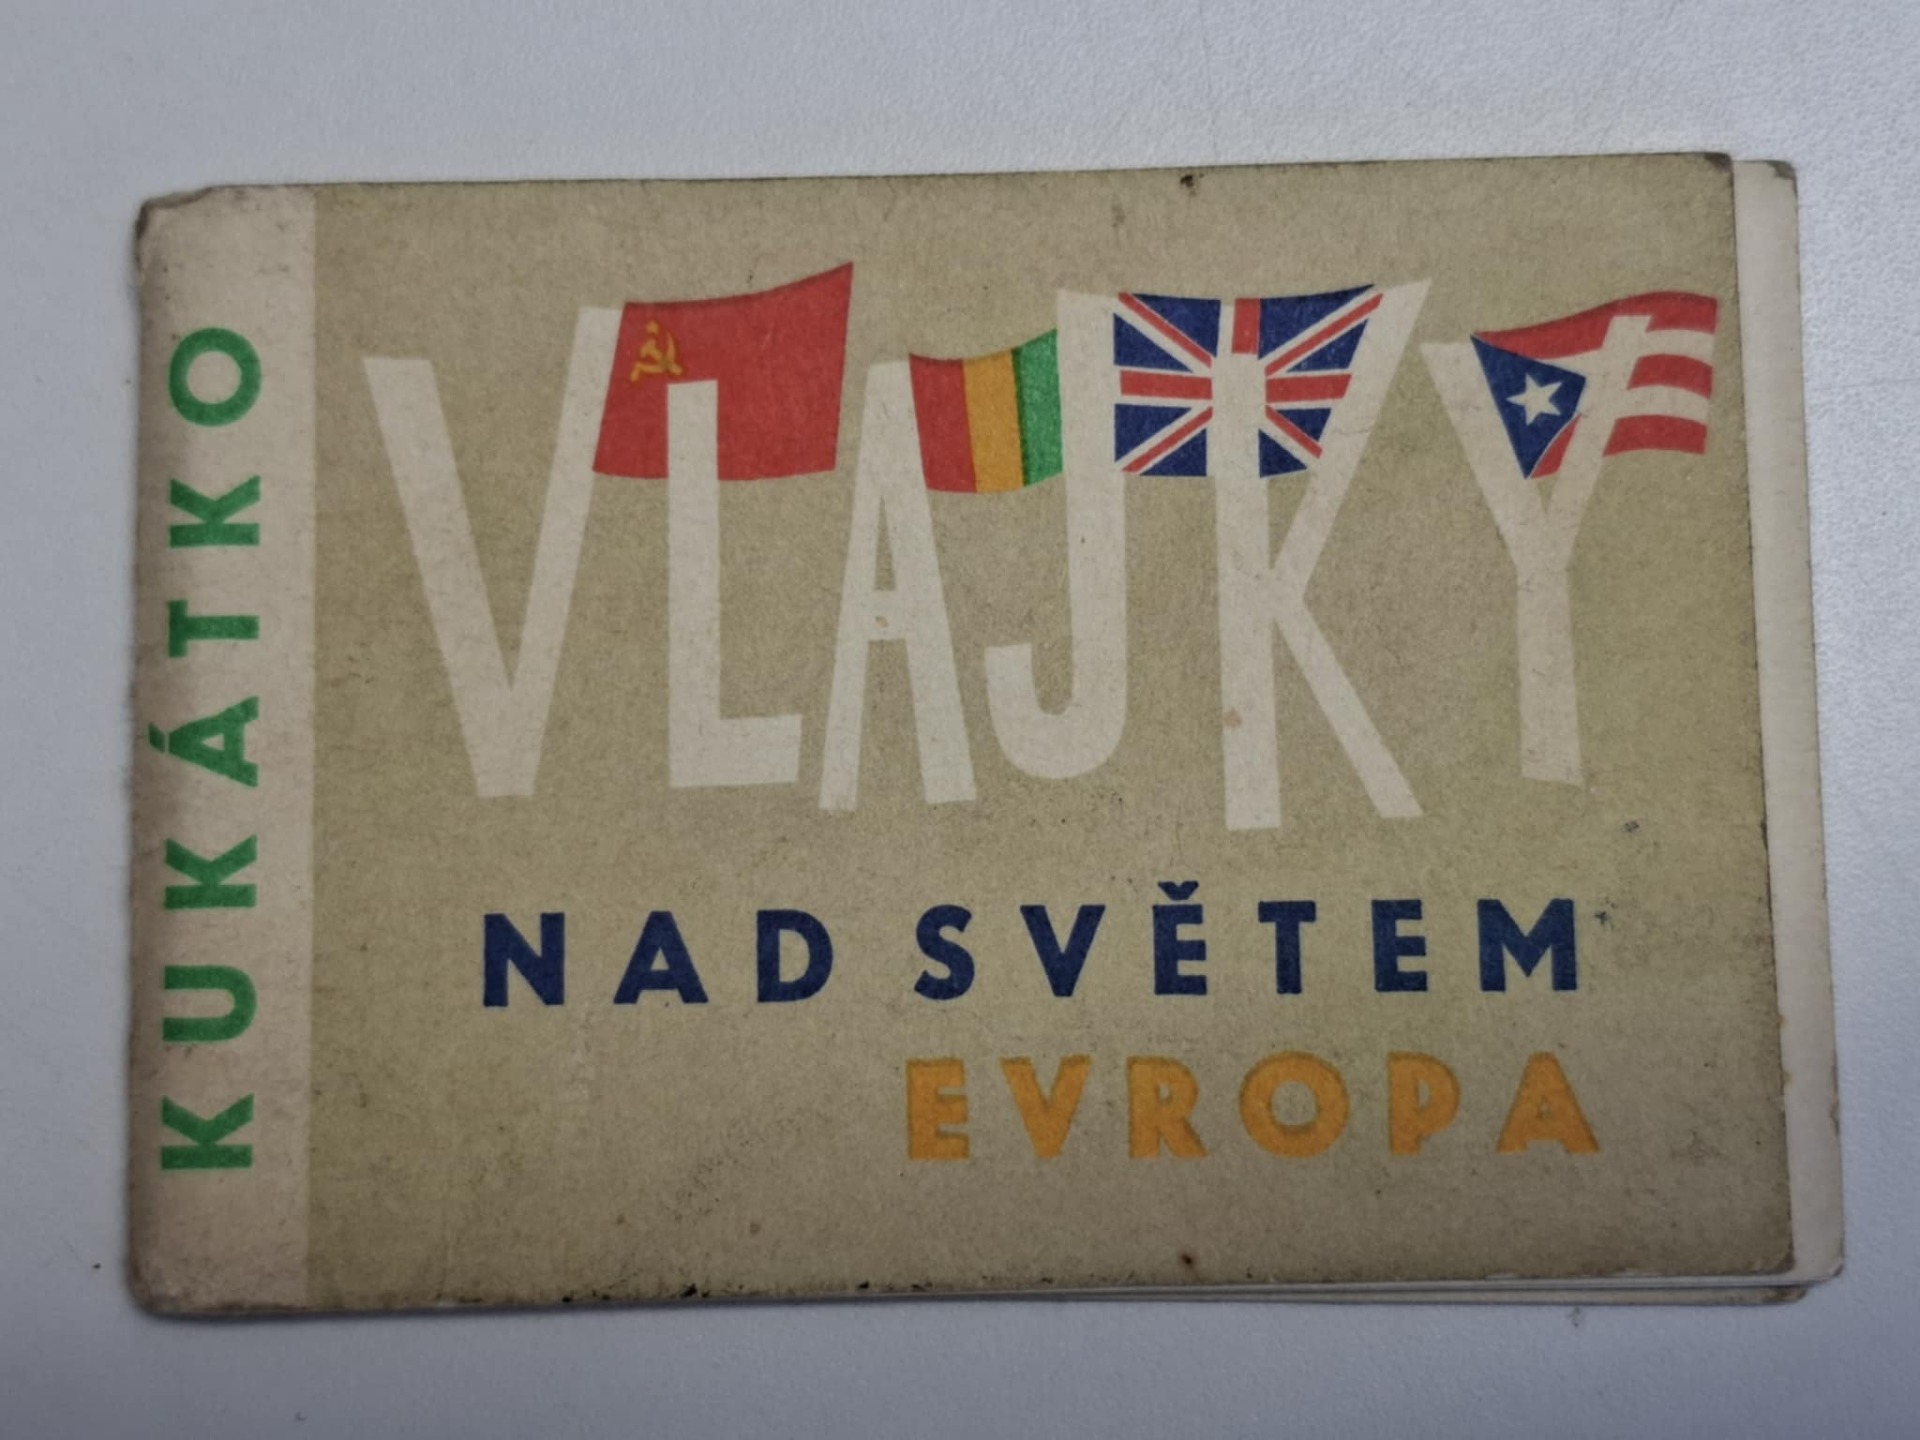 KUKÁTKO
VLAJKY
NAD SVĚTEM
EVROPA